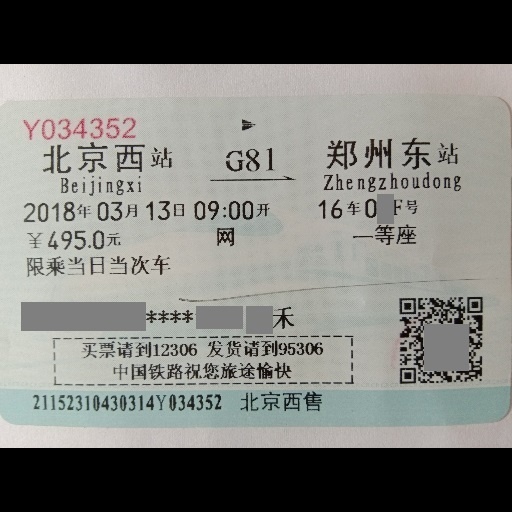 Y034352
北京西站 G81 郑州东站
Beijingxi Zhengzhoudong
2018年03月13日09:00开 16车0 F号
￥495.0元 网 一等座
限乘当日当次车
**** 禾
买票请到12306 发货请到95306
中国铁路祝您旅途愉快
21152310430314Y034352 北京西售